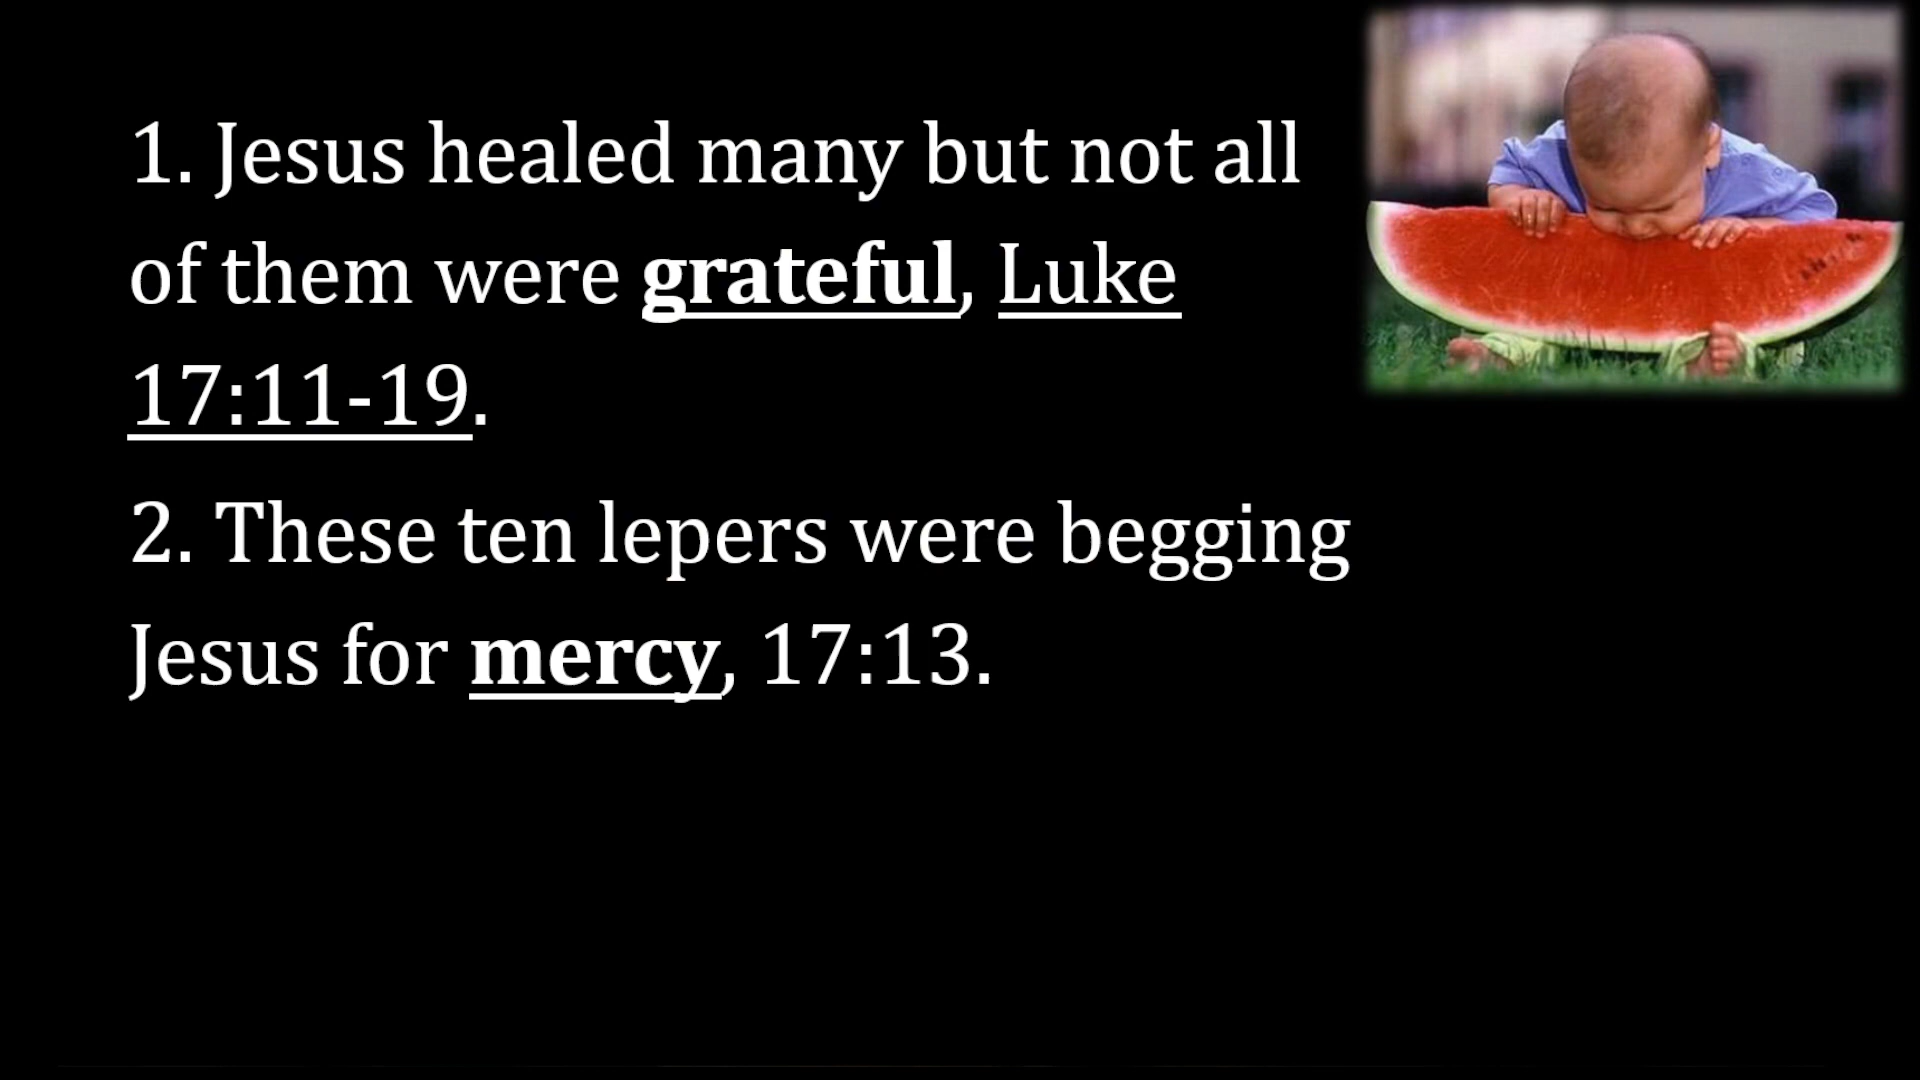 1. Jesus healed many but not all
of them were grateful, Luke
17:11-19.
2. These ten lepers were begging
Jesus for mercy, 17:13.